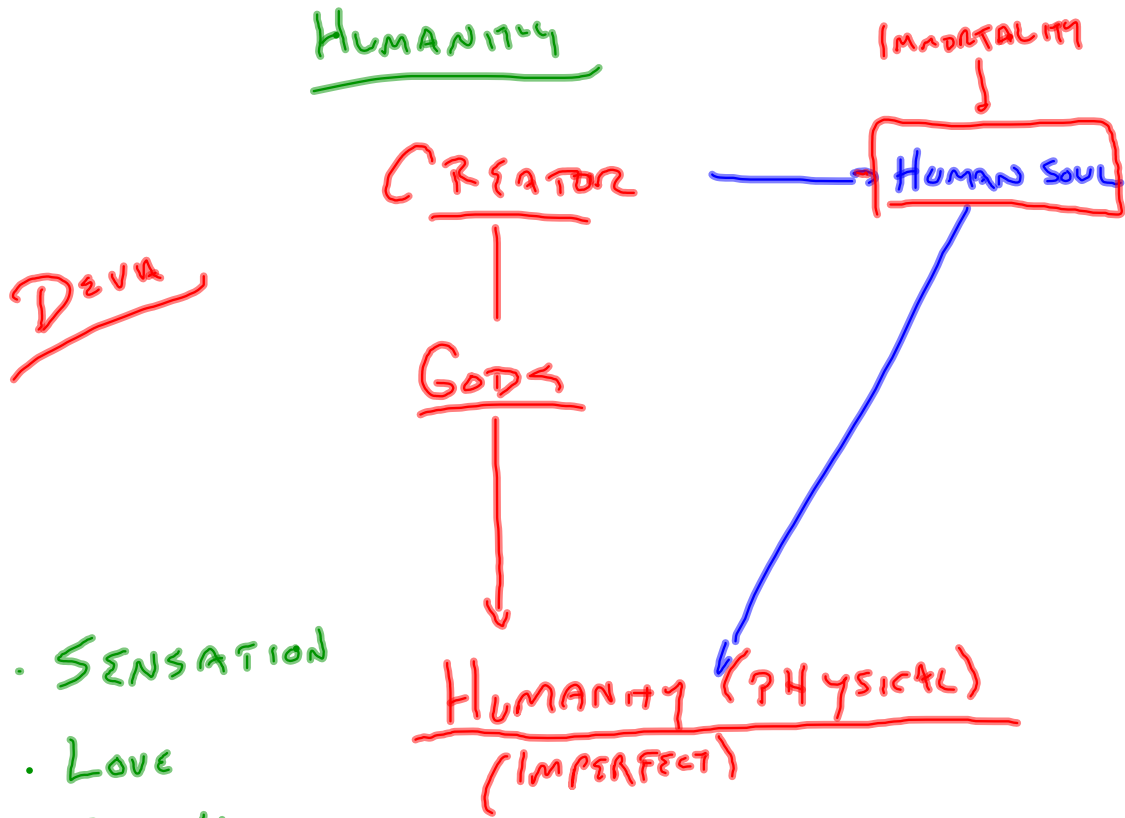 HUMANITY
IMMORTALITY
CREATOR
HUMAN SOUL
DEVA
GODS
· SENSATION
HUMANITY (PHYSICAL)
(IMPERFECT)
· LOVE